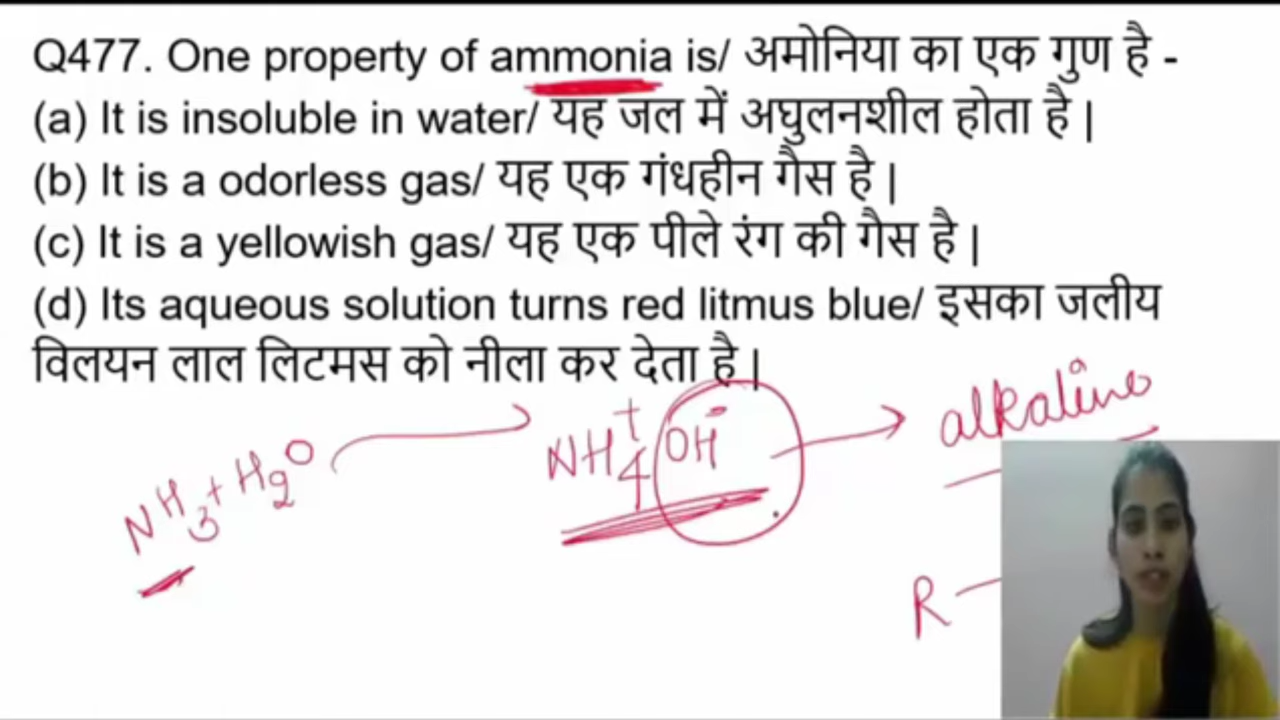 Q477. One property of ammonia is/ अमोनिया का एक गुण है -
(a) It is insoluble in water/ यह जल में अघुलनशील होता है |
(b) It is a odorless gas/ यह एक गंधहीन गैस है |
(c) It is a yellowish gas/ यह एक पीले रंग की गैस है |
(d) Its aqueous solution turns red litmus blue/ इसका जलीय
विलयन लाल लिटमस को नीला कर देता है |
NH3 + H2O → NH4+ OH- → alkaline
R